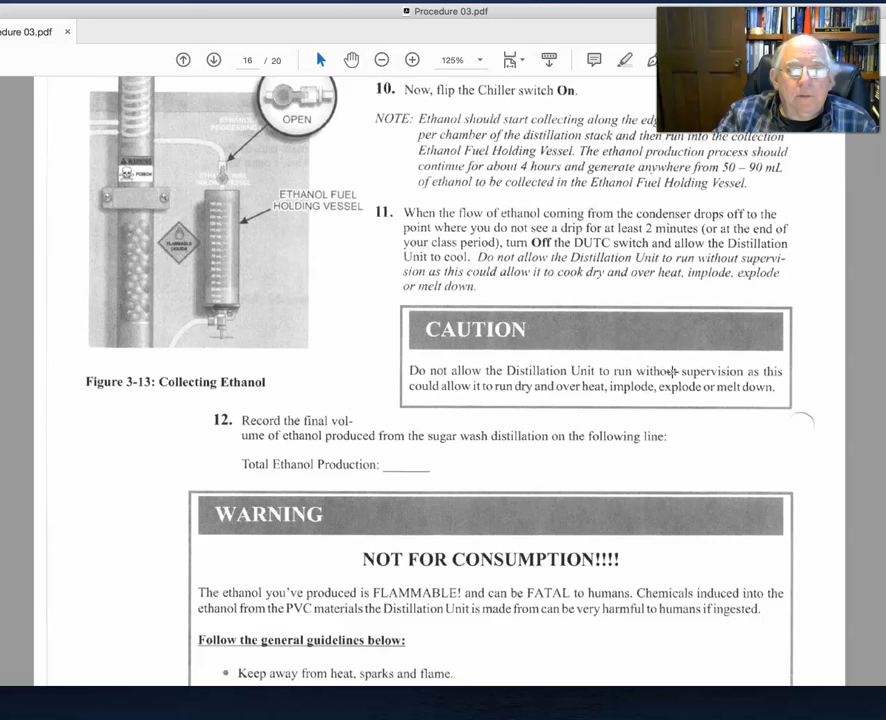 Procedure 03.pdf
edure 03.pdf ×
16 / 20
125%
OPEN
WARNING
POISON
ETHANOL FUEL
HOLDING VESSEL
FLAMMABLE
Figure 3-13: Collecting Ethanol
10. Now, flip the Chiller switch On.
NOTE: Ethanol should start collecting along the
per chamber of the distillation stack and then run into the collection
Ethanol Fuel Holding Vessel. The ethanol production process should
continue for about 4 hours and generate anywhere from 50 – 90 mL
of ethanol to be collected in the Ethanol Fuel Holding Vessel.
11. When the flow of ethanol coming from the condenser drops off to the
point where you do not see a drip for at least 2 minutes (or at the end of
your class period), turn Off the DUTC switch and allow the Distillation
Unit to cool. Do not allow the Distillation Unit to run without supervi-
sion as this could allow it to cook dry and over heat, implode, explode
or melt down.
CAUTION
Do not allow the Distillation Unit to run without supervision as this
could allow it to run dry and over heat, implode, explode or melt down.
12. Record the final vol-
ume of ethanol produced from the sugar wash distillation on the following line:
Total Ethanol Production: ______
WARNING
NOT FOR CONSUMPTION!!!!
The ethanol you've produced is FLAMMABLE! and can be FATAL to humans. Chemicals induced into the
ethanol from the PVC materials the Distillation Unit is made from can be very harmful to humans if ingested.
Follow the general guidelines below:
• Keep away from heat, sparks and flame.